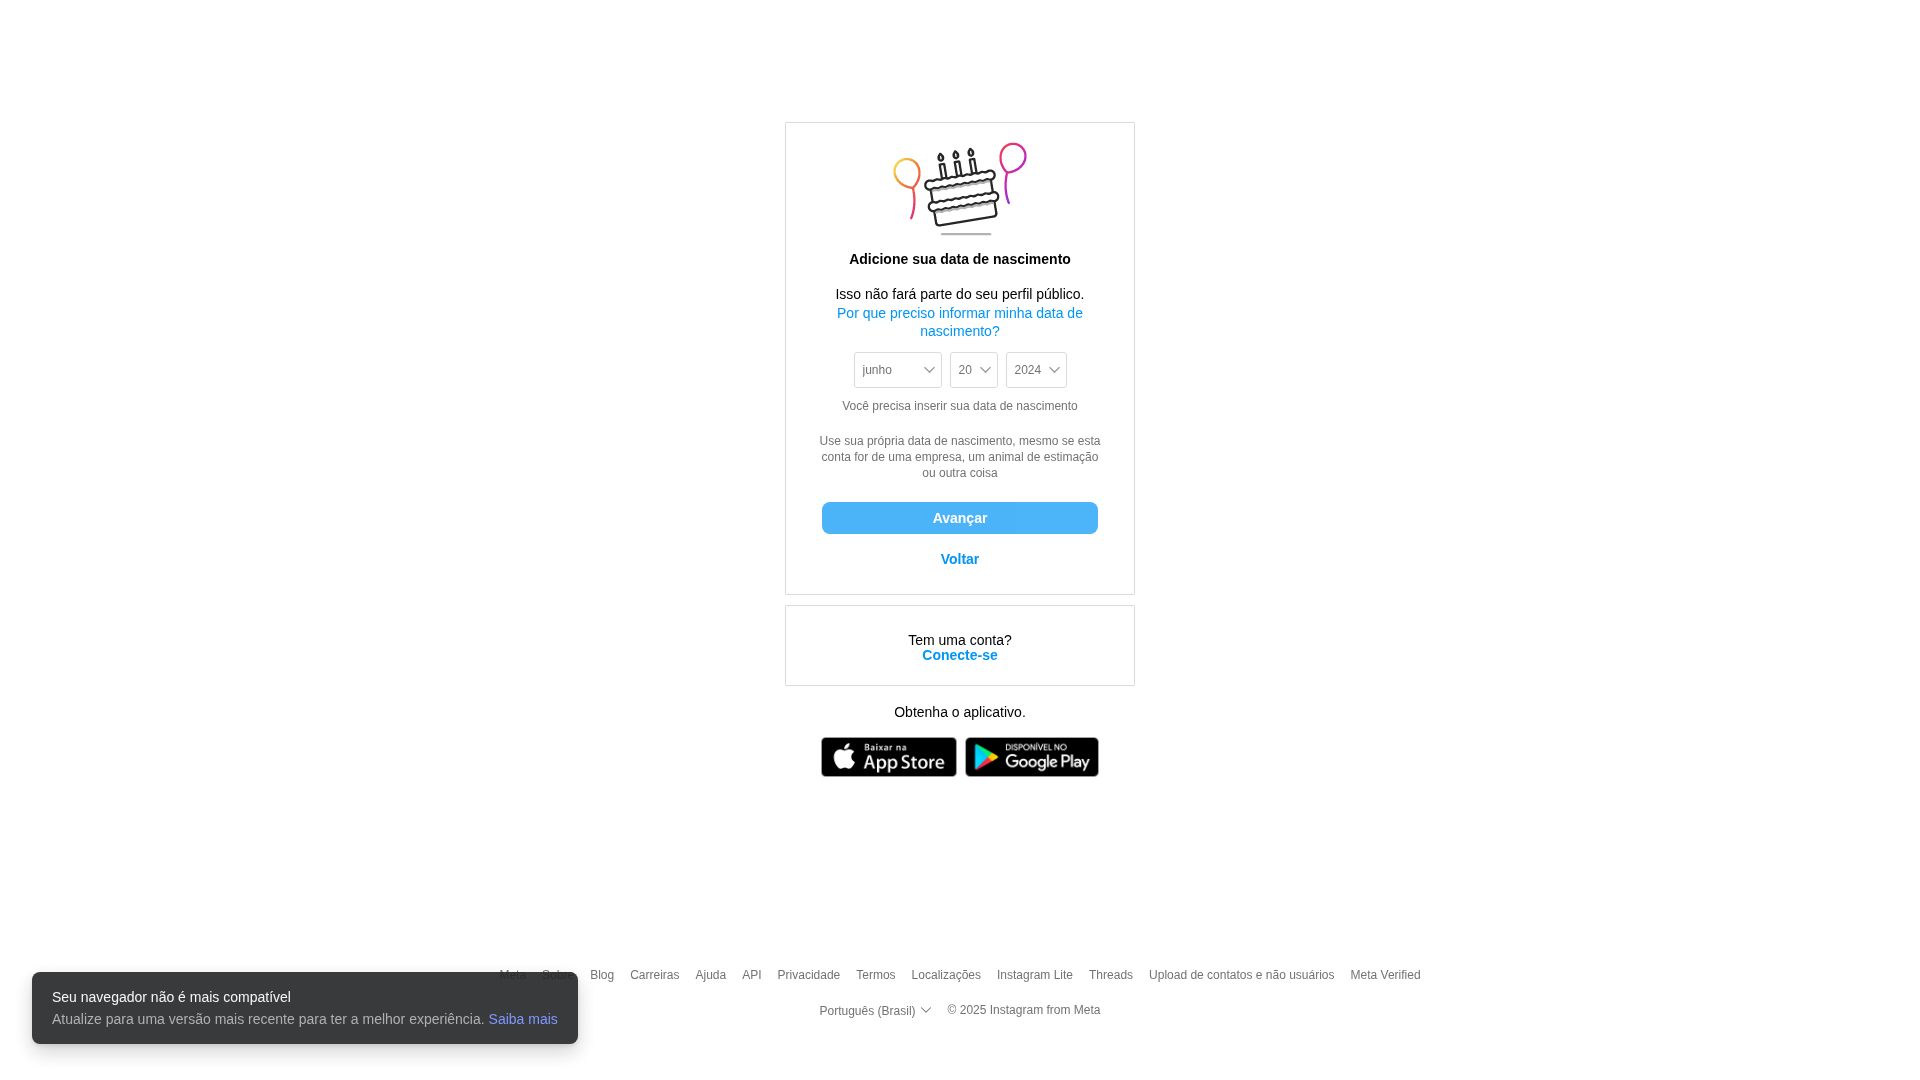 Adicione sua data de nascimento
Isso não fará parte do seu perfil público.
Por que preciso informar minha data de
nascimento?
junho 20 2024
Você precisa inserir sua data de nascimento
Use sua própria data de nascimento, mesmo se esta
conta for de uma empresa, um animal de estimação
ou outra coisa
Avançar
Voltar
Tem uma conta?
Conecte-se
Obtenha o aplicativo.
Baixar na
App Store
DISPONÍVEL NO
Google Play
Meta Sobre Blog Carreiras Ajuda API Privacidade Termos Localizações Instagram Lite Threads Upload de contatos e não usuários Meta Verified
Português (Brasil) © 2025 Instagram from Meta
Seu navegador não é mais compatível
Atualize para uma versão mais recente para ter a melhor experiência. Saiba mais